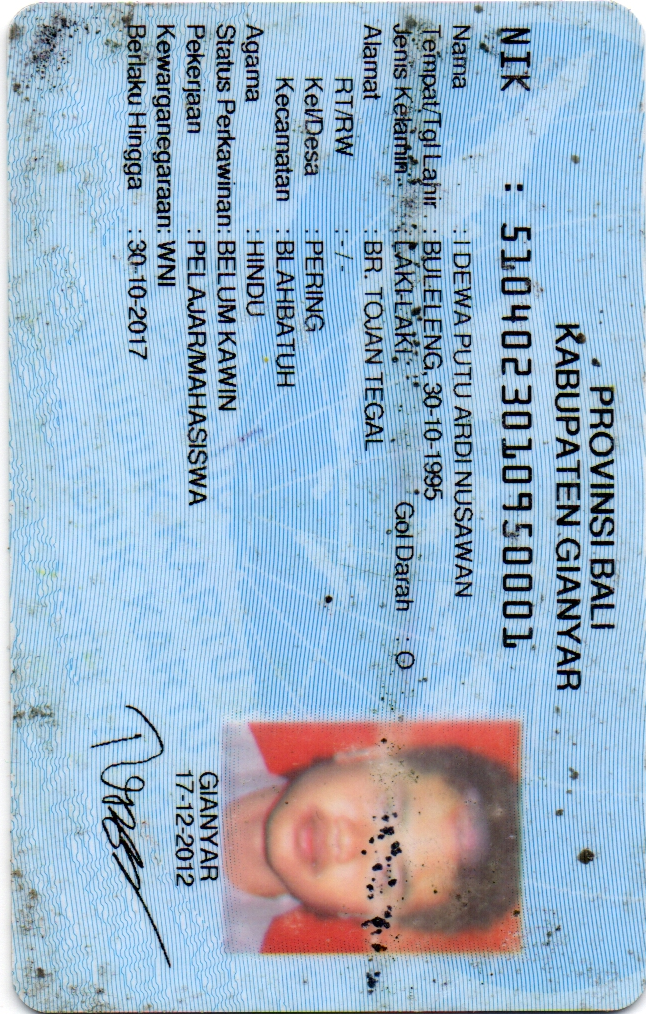 PROVINSI BALI
KABUPATEN GIANYAR
NIK : 5104023010950001
Nama : I DEWA PUTU ARDI NUSAWAN
Tempat/Tgl Lahir : BULELENG, 30-10-1995
Jenis Kelamin : LAKI-LAKI Gol Darah : O
Alamat : BR. TOJAN TEGAL
RT/RW : -/-
Kel/Desa : PERING
Kecamatan : BLAHBATUH
Agama : HINDU
Status Perkawinan: BELUM KAWIN
Pekerjaan : PELAJAR/MAHASISWA
Kewarganegaraan: WNI
Berlaku Hingga : 30-10-2017
GIANYAR
17-12-2012